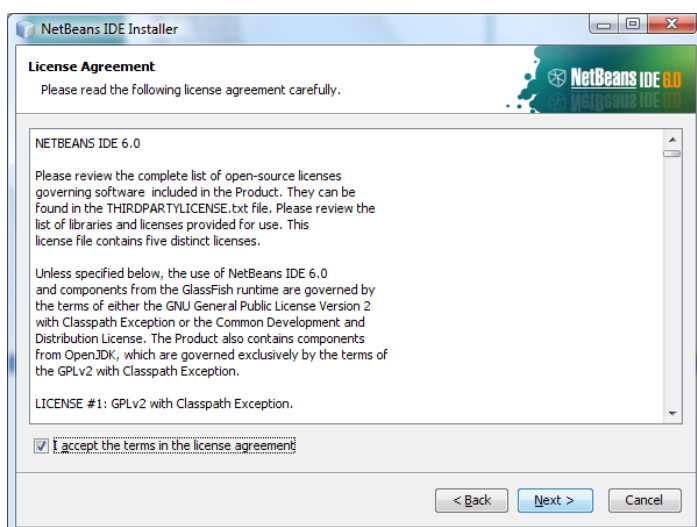 NetBeans IDE Installer
License Agreement
Please read the following license agreement carefully.
NetBeans IDE 6.0
NETBEANS IDE 6.0
Please review the complete list of open-source licenses
governing software included in the Product. They can be
found in the THIRDPARTYLICENSE.txt file. Please review the
list of libraries and licenses provided for use. This
license file contains five distinct licenses.
Unless specified below, the use of NetBeans IDE 6.0
and components from the GlassFish runtime are governed by
the terms of either the GNU General Public License Version 2
with Classpath Exception or the Common Development and
Distribution License. The Product also contains components
from OpenJDK, which are governed exclusively by the terms of
the GPLv2 with Classpath Exception.
LICENSE #1: GPLv2 with Classpath Exception.
I accept the terms in the license agreement
< Back Next > Cancel